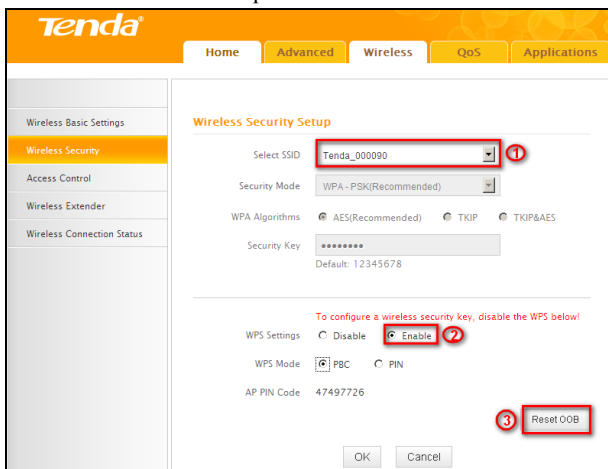 Tenda®
Home Advanced Wireless QoS Applications
Wireless Basic Settings
Wireless Security
Access Control
Wireless Extender
Wireless Connection Status
Wireless Security Setup
Select SSID Tenda_000090 1
Security Mode WPA - PSK(Recommended)
WPA Algorithms AES(Recommended) TKIP TKIP&AES
Security Key ••••••••
Default: 12345678
To configure a wireless security key, disable the WPS below!
WPS Settings Disable Enable 2
WPS Mode PBC PIN
AP PIN Code 47497726
3 Reset OOB
OK Cancel